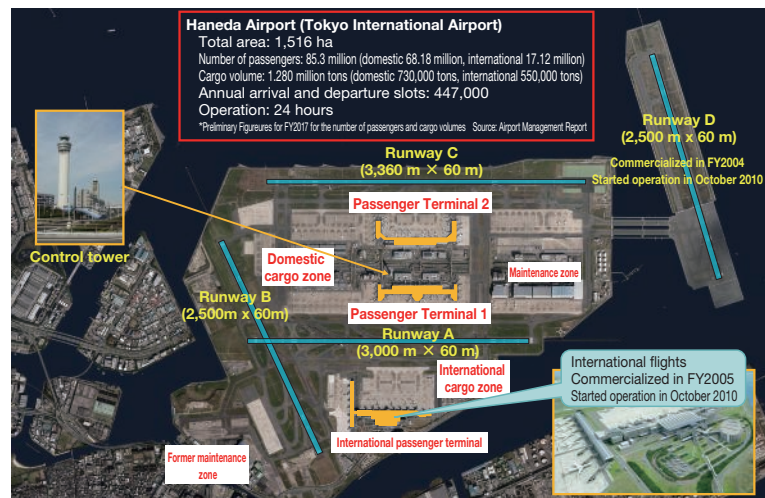 Haneda Airport (Tokyo International Airport)
Total area: 1,516 ha
Number of passengers: 85.3 million (domestic 68.18 million, international 17.12 million)
Cargo volume: 1.280 million tons (domestic 730,000 tons, international 550,000 tons)
Annual arrival and departure slots: 447,000
Operation: 24 hours
*Preliminary Figureures for FY2017 for the number of passengers and cargo volumes Source: Airport Management Report
Runway D
(2,500 m x 60 m)
Commercialized in FY2004
Started operation in October 2010
Runway C
(3,360 m × 60 m)
Passenger Terminal 2
Control tower
Domestic
cargo zone
Maintenance zone
Runway B
(2,500m x 60m)
Passenger Terminal 1
Runway A
(3,000 m × 60 m)
International
cargo zone
International flights
Commercialized in FY2005
Started operation in October 2010
International passenger terminal
Former maintenance
zone